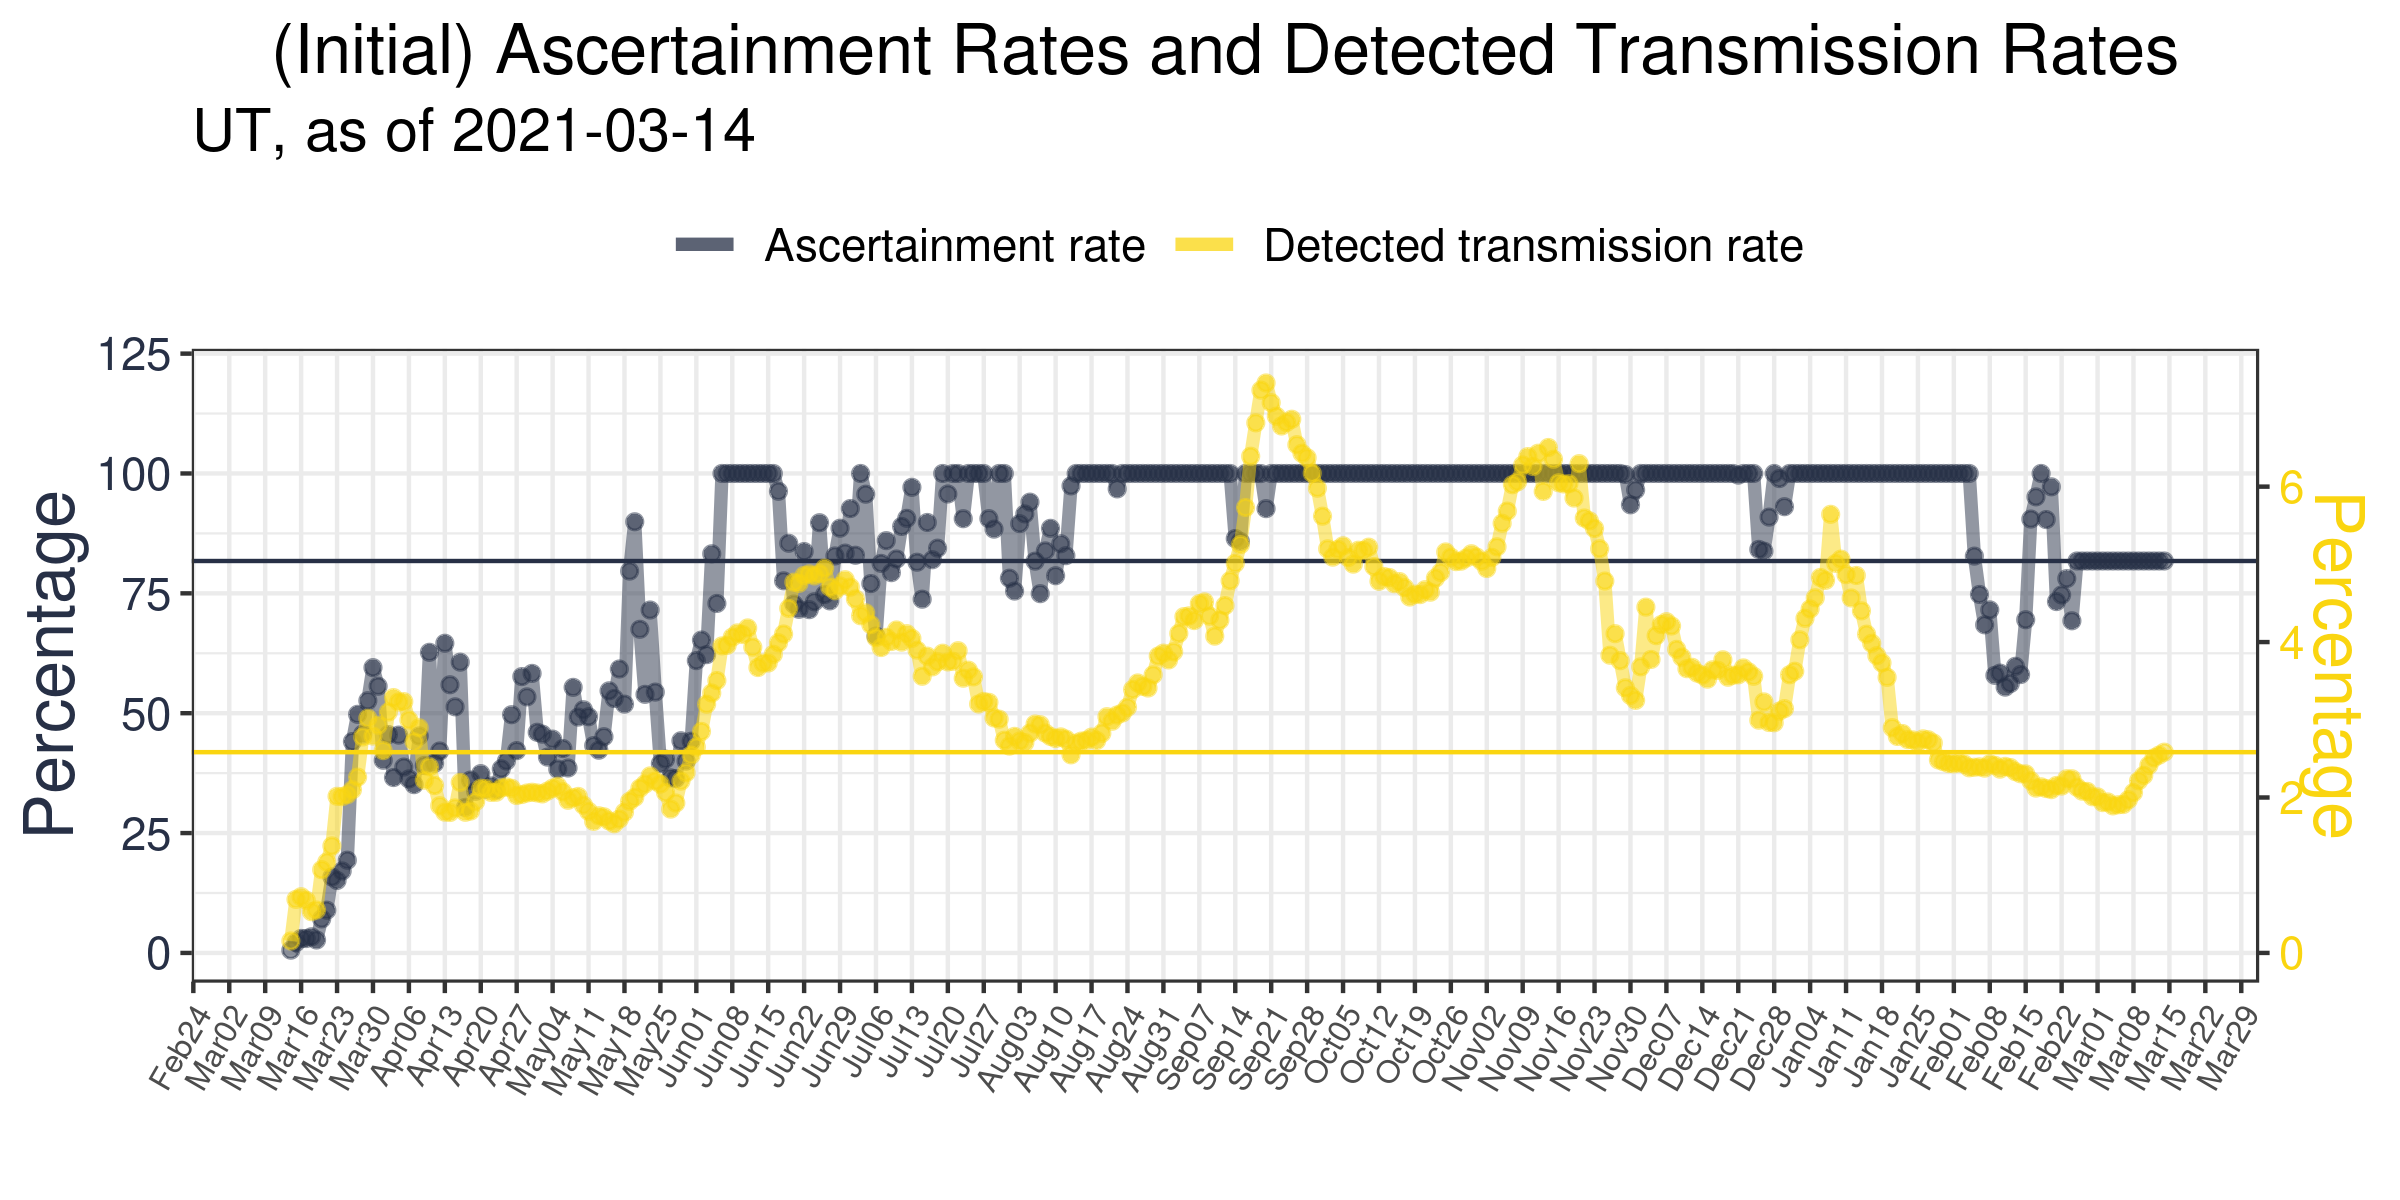 (Initial) Ascertainment Rates and Detected Transmission Rates
UT, as of 2021-03-14
Ascertainment rate Detected transmission rate
125
100
75
50
25
0
Percentage
6
4
2
0
Percentage
Feb24 Mar02 Mar09 Mar16 Mar23 Mar30 Apr06 Apr13 Apr20 Apr27 May04 May11 May18 May25 Jun01 Jun08 Jun15 Jun22 Jun29 Jul06 Jul13 Jul20 Jul27 Aug03 Aug10 Aug17 Aug24 Aug31 Sep07 Sep14 Sep21 Sep28 Oct05 Oct12 Oct19 Oct26 Nov02 Nov09 Nov16 Nov23 Nov30 Dec07 Dec14 Dec21 Dec28 Jan04 Jan11 Jan18 Jan25 Feb01 Feb08 Feb15 Feb22 Mar01 Mar08 Mar15 Mar22 Mar29